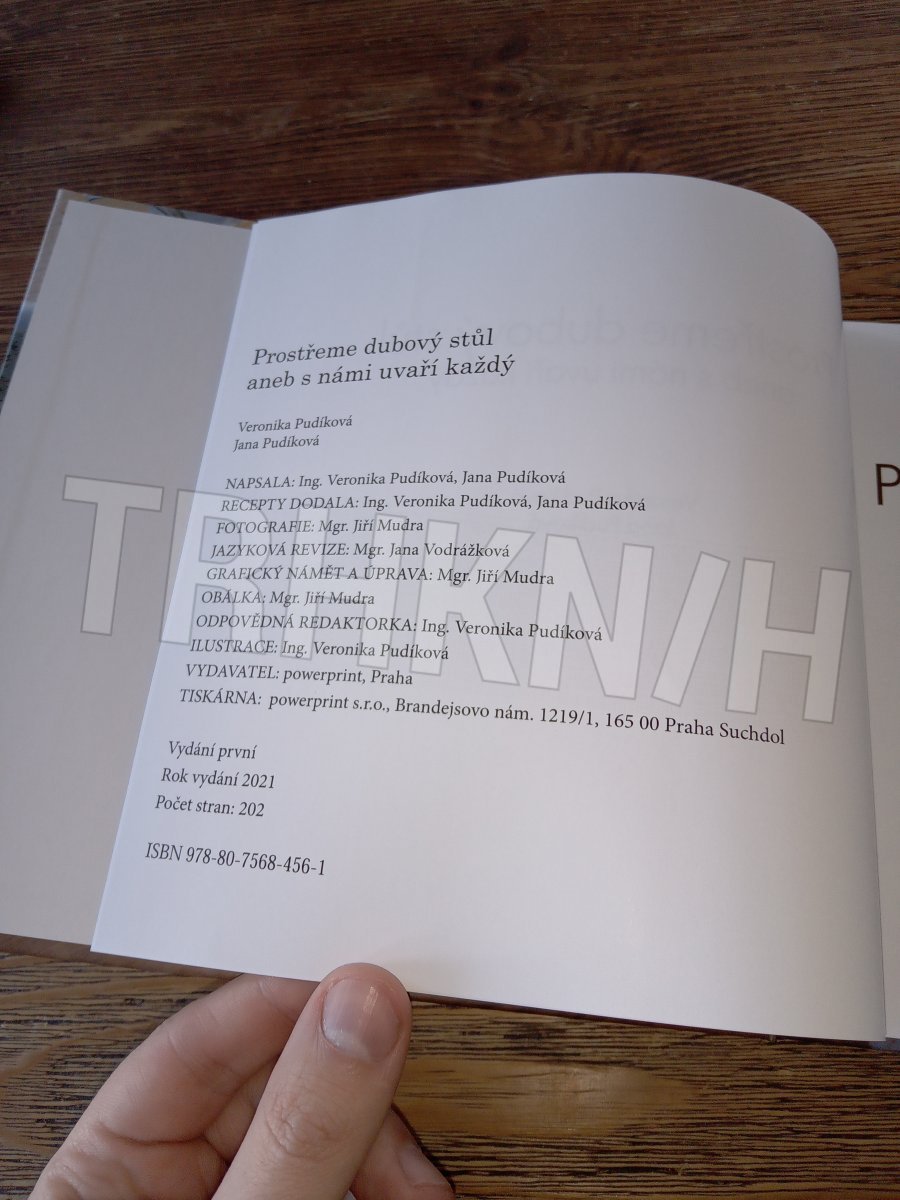 Prostřeme dubový stůl
aneb s námi uvaří každý
Veronika Pudíková
Jana Pudíková
NAPSALA: Ing. Veronika Pudíková, Jana Pudíková
RECEPTY DODALA: Ing. Veronika Pudíková, Jana Pudíková
FOTOGRAFIE: Mgr. Jiří Mudra
JAZYKOVÁ REVIZE: Mgr. Jana Vodrážková
GRAFICKÝ NÁMĚT A ÚPRAVA: Mgr. Jiří Mudra
OBÁLKA: Mgr. Jiří Mudra
ODPOVĚDNÁ REDAKTORKA: Ing. Veronika Pudíková
ILUSTRACE: Ing. Veronika Pudíková
VYDAVATEL: powerprint, Praha
TISKÁRNA: powerprint s.r.o., Brandejsovo nám. 1219/1, 165 00 Praha Suchdol
Vydání první
Rok vydání 2021
Počet stran: 202
ISBN 978-80-7568-456-1
TRHKN/H
P